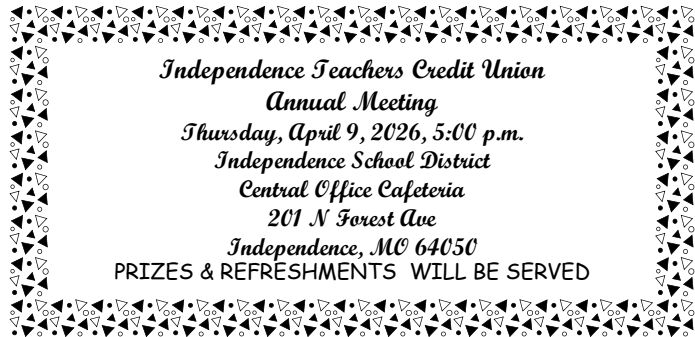 Independence Teachers Credit Union
Annual Meeting
Thursday, April 9, 2026, 5:00 p.m.
Independence School District
Central Office Cafeteria
201 N Forest Ave
Independence, MO 64050
PRIZES & REFRESHMENTS WILL BE SERVED